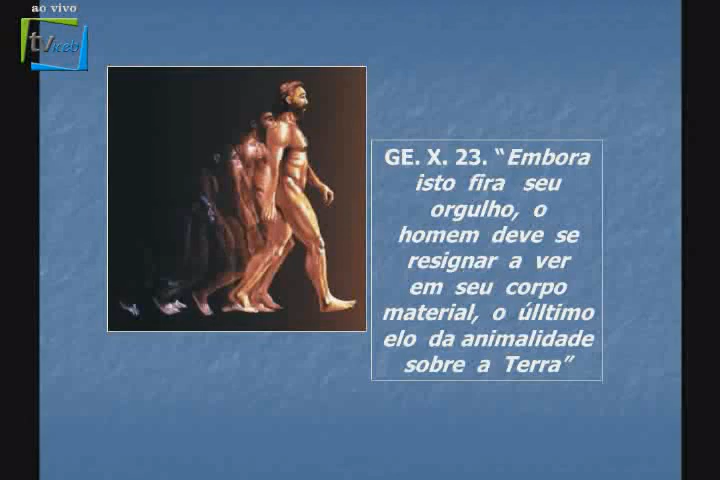 ao vivo
tviceb
GE. X. 23. “Embora
isto fira seu
orgulho, o
homem deve se
resignar a ver
em seu corpo
material, o úlltimo
elo da animalidade
sobre a Terra”